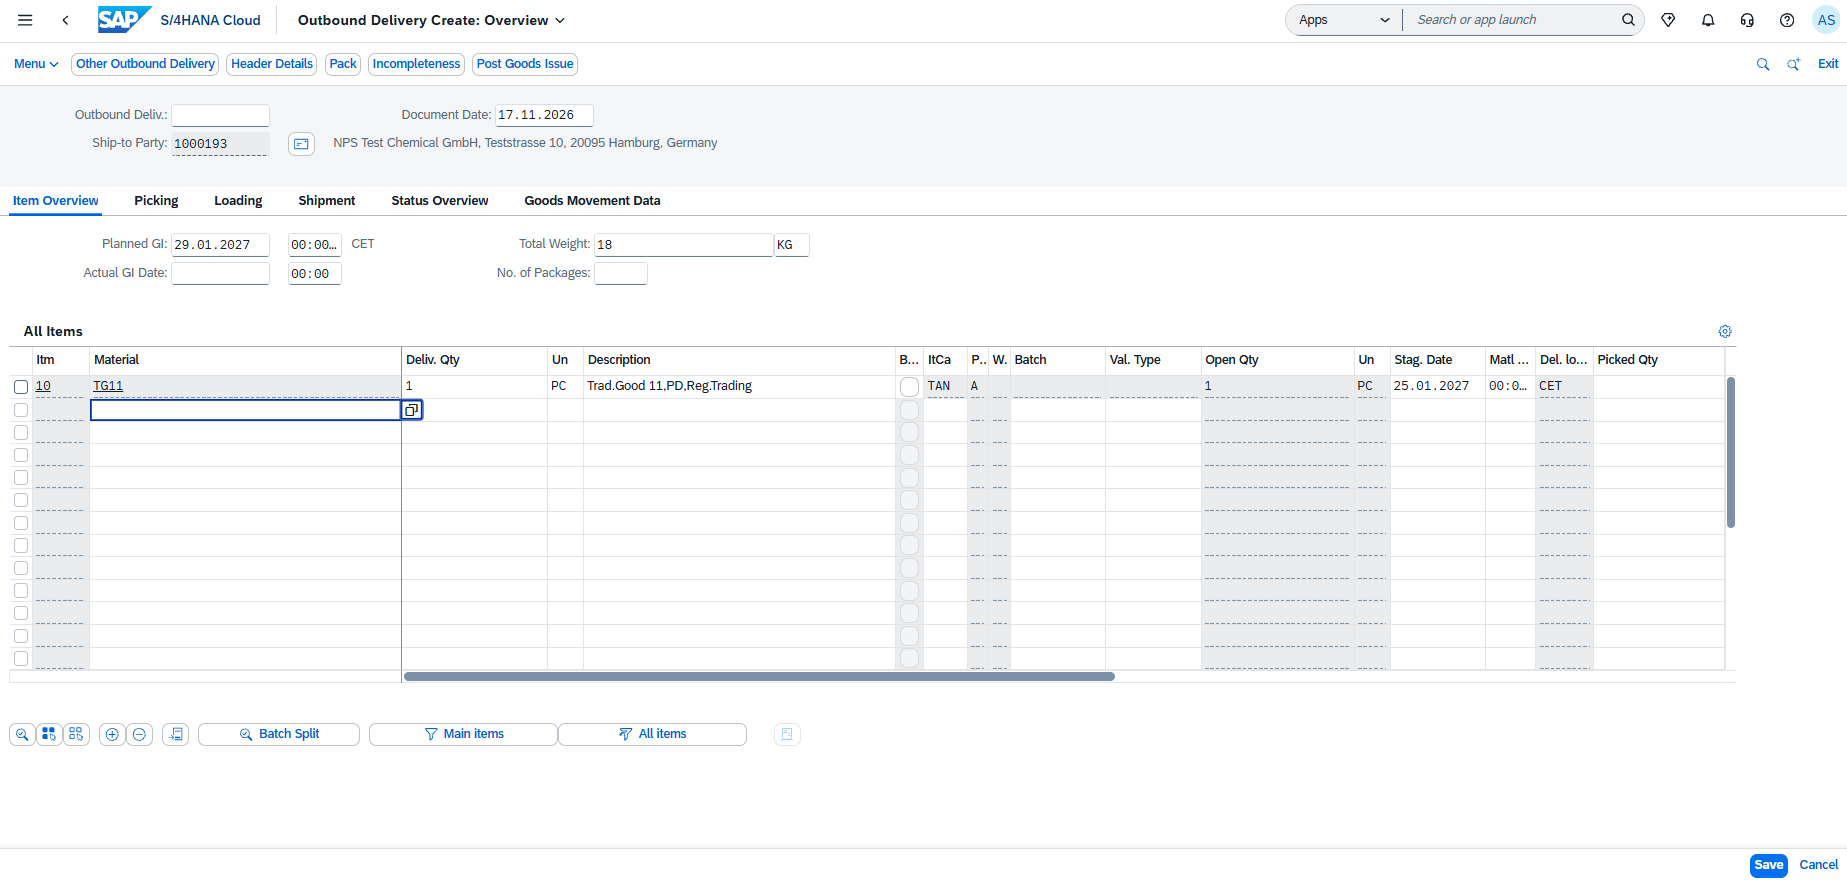 SAP S/4HANA Cloud Outbound Delivery Create: Overview Apps Search or app launch AS
Menu Other Outbound Delivery Header Details Pack Incompleteness Post Goods Issue Exit
Outbound Deliv.: Document Date: 17.11.2026
Ship-to Party: 1000193 NPS Test Chemical GmbH, Teststrasse 10, 20095 Hamburg, Germany
Item Overview Picking Loading Shipment Status Overview Goods Movement Data
Planned GI: 29.01.2027 00:00... CET Total Weight: 18 KG
Actual GI Date: 00:00 No. of Packages:
All Items
Itm Material Deliv. Qty Un Description B... ItCa P.. W. Batch Val. Type Open Qty Un Stag. Date Matl ... Del. lo... Picked Qty
10 TG11 1 PC Trad.Good 11,PD,Reg.Trading TAN A 1 PC 25.01.2027 00:0... CET
Batch Split Main items All items
Save Cancel